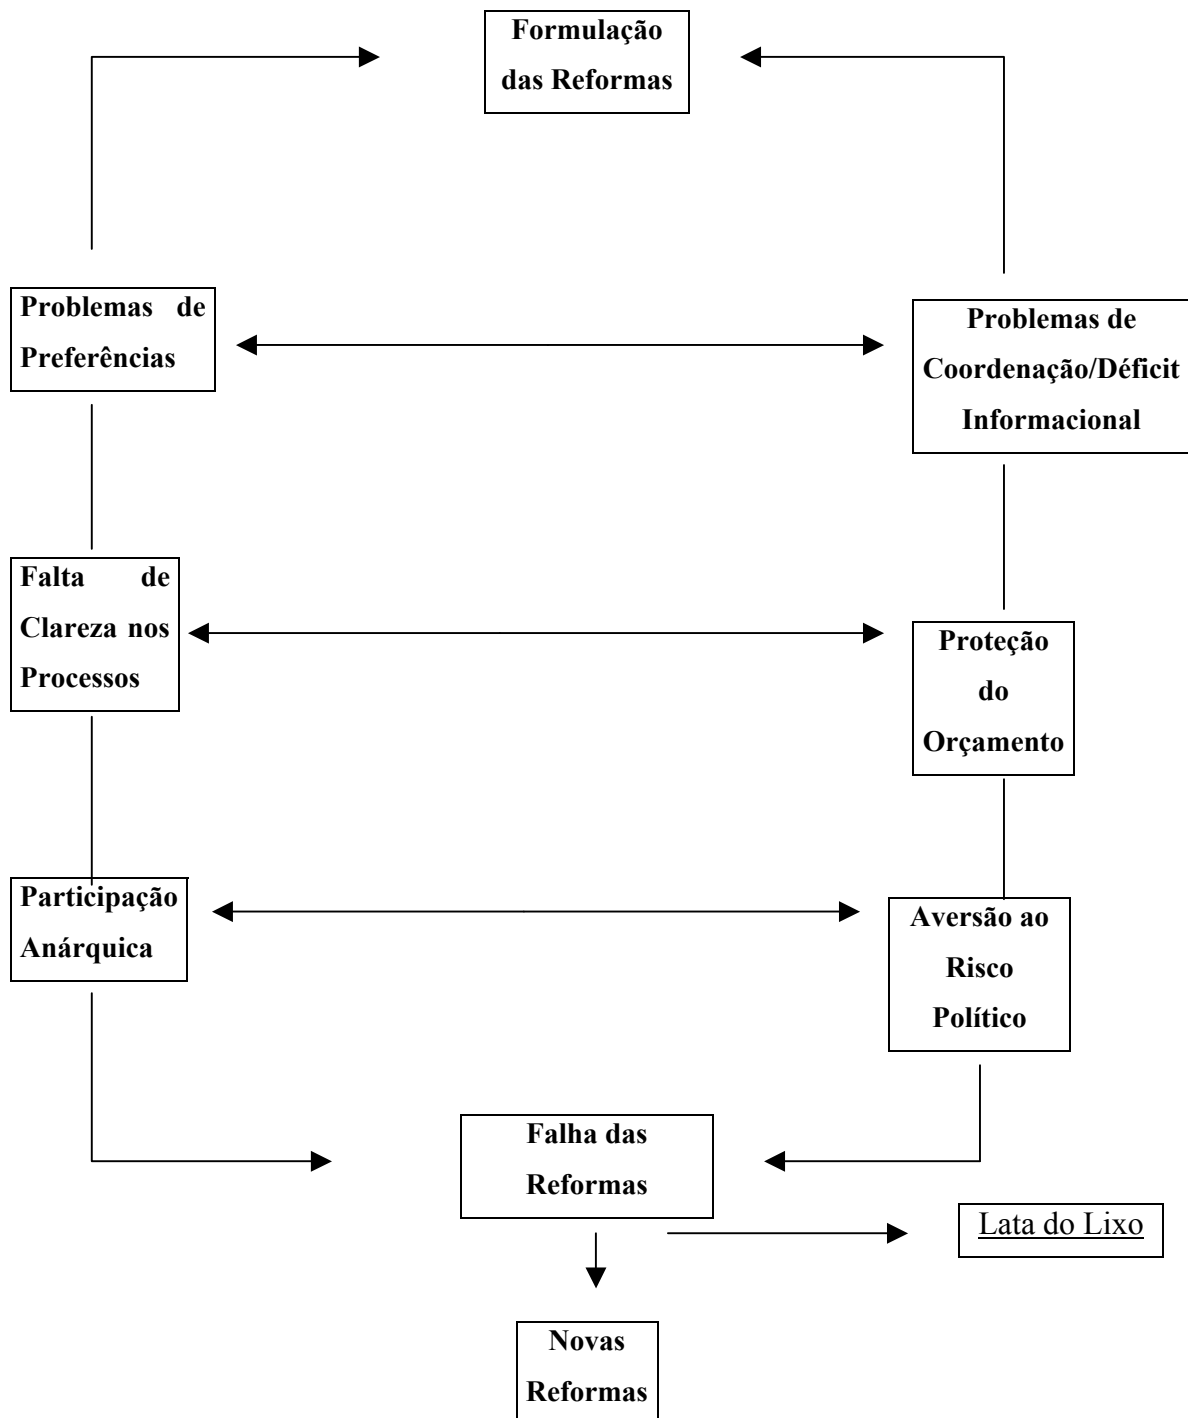 Formulação
das Reformas
Problemas de
Preferências
Problemas de
Coordenação/Déficit
Informacional
Falta de
Clareza nos
Processos
Proteção
do
Orçamento
Participação
Anárquica
Aversão ao
Risco
Político
Falha das
Reformas
Lata do Lixo
Novas
Reformas